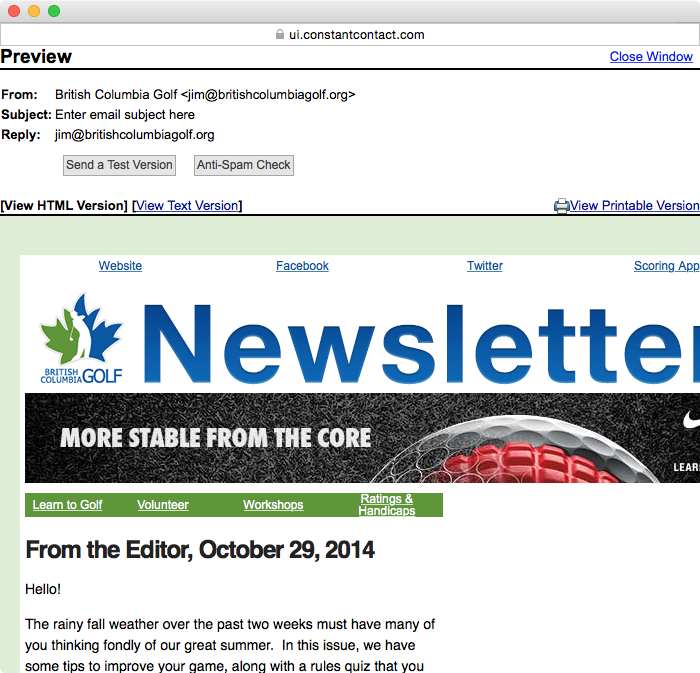 ui.constantcontact.com
Preview
Close Window
From: British Columbia Golf <jim@britishcolumbiagolf.org>
Subject: Enter email subject here
Reply: jim@britishcolumbiagolf.org
Send a Test Version Anti-Spam Check
[View HTML Version] [View Text Version]
View Printable Version
Website Facebook Twitter Scoring App
BRITISH
COLUMBIA GOLF
Newsletter
MORE STABLE FROM THE CORE
Learn to Golf Volunteer Workshops Ratings &
Handicaps
From the Editor, October 29, 2014
Hello!
The rainy fall weather over the past two weeks must have many of
you thinking fondly of our great summer.  In this issue, we have
some tips to improve your game, along with a rules quiz that you